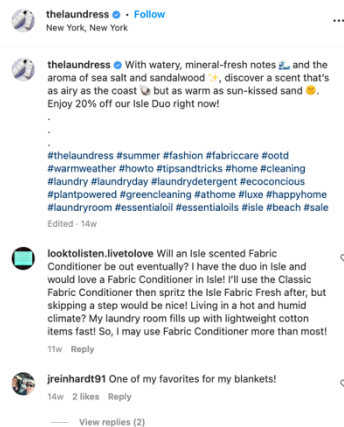 thelaundress • Follow
New York, New York
thelaundress With watery, mineral-fresh notes 🌊 and the
aroma of sea salt and sandalwood ✨, discover a scent that's
as airy as the coast 🐚 but as warm as sun-kissed sand 🌞.
Enjoy 20% off our Isle Duo right now!
.
.
.
#thelaundress #summer #fashion #fabriccare #ootd
#warmweather #howto #tipsandtricks #home #cleaning
#laundry #laundryday #laundrydetergent #ecoconcious
#plantpowered #greencleaning #athome #luxe #happyhome
#laundryroom #essentialoil #essentialoils #isle #beach #sale
Edited · 14w
looktolisten.livetolove Will an Isle scented Fabric
Conditioner be out eventually? I have the duo in Isle and
would love a Fabric Conditioner in Isle! I'll use the Classic
Fabric Conditioner then spritz the Isle Fabric Fresh after, but
skipping a step would be nice! Living in a hot and humid
climate? My laundry room fills up with lightweight cotton
items fast! So, I may use Fabric Conditioner more than most!
11w Reply
jreinhardt91 One of my favorites for my blankets!
14w 2 likes Reply
View replies (2)